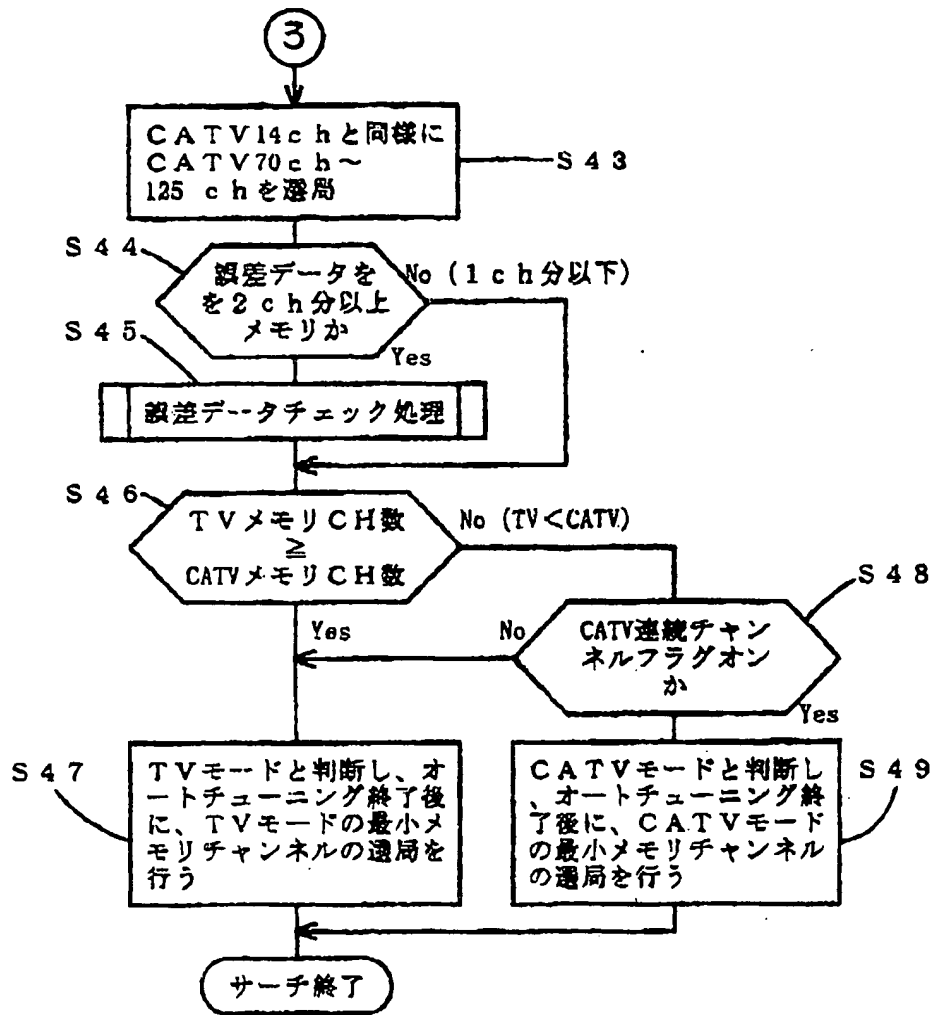 3
CATV14chと同様に
CATV70ch～
125 chを選局
S43
S44
誤差データを
を2ch分以上
メモリか
No (1ch分以下)
Yes
S45
誤差データチェック処理
S46
TVメモリCH数
≧
CATVメモリCH数
No (TV<CATV)
Yes
S48
CATV連続チャン
ネルフラグオン
か
No
Yes
S47
TVモードと判断し、オ
ートチューニング終了後
に、TVモードの最小メ
モリチャンネルの選局を
行う
CATVモードと判断し
、オートチューニング終
了後に、CATVモード
の最小メモリチャンネル
の選局を行う
S49
サーチ終了